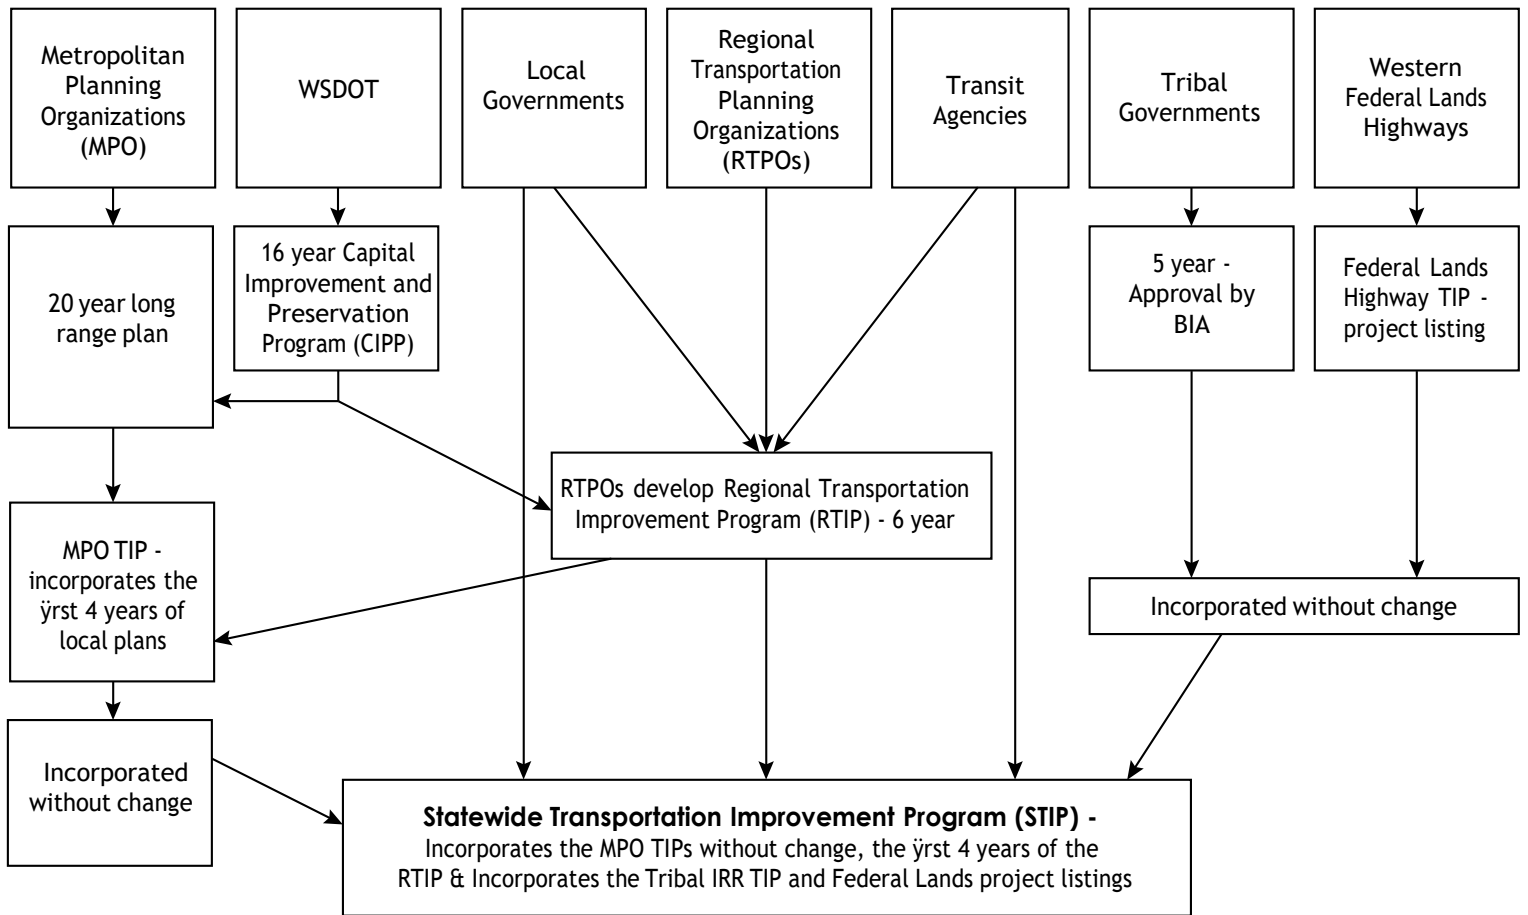 Metropolitan
Planning
Organizations
(MPO)
WSDOT
Local
Governments
Regional
Transportation
Planning
Organizations
(RTPOs)
Transit
Agencies
Tribal
Governments
Western
Federal Lands
Highways
20 year long
range plan
16 year Capital
Improvement and
Preservation
Program (CIPP)
5 year -
Approval by
BIA
Federal Lands
Highway TIP -
project listing
RTPOs develop Regional Transportation
Improvement Program (RTIP) - 6 year
MPO TIP -
incorporates the
ÿrst 4 years of
local plans
Incorporated without change
Incorporated
without change
Statewide Transportation Improvement Program (STIP) -
Incorporates the MPO TIPs without change, the ÿrst 4 years of the
RTIP & Incorporates the Tribal IRR TIP and Federal Lands project listings